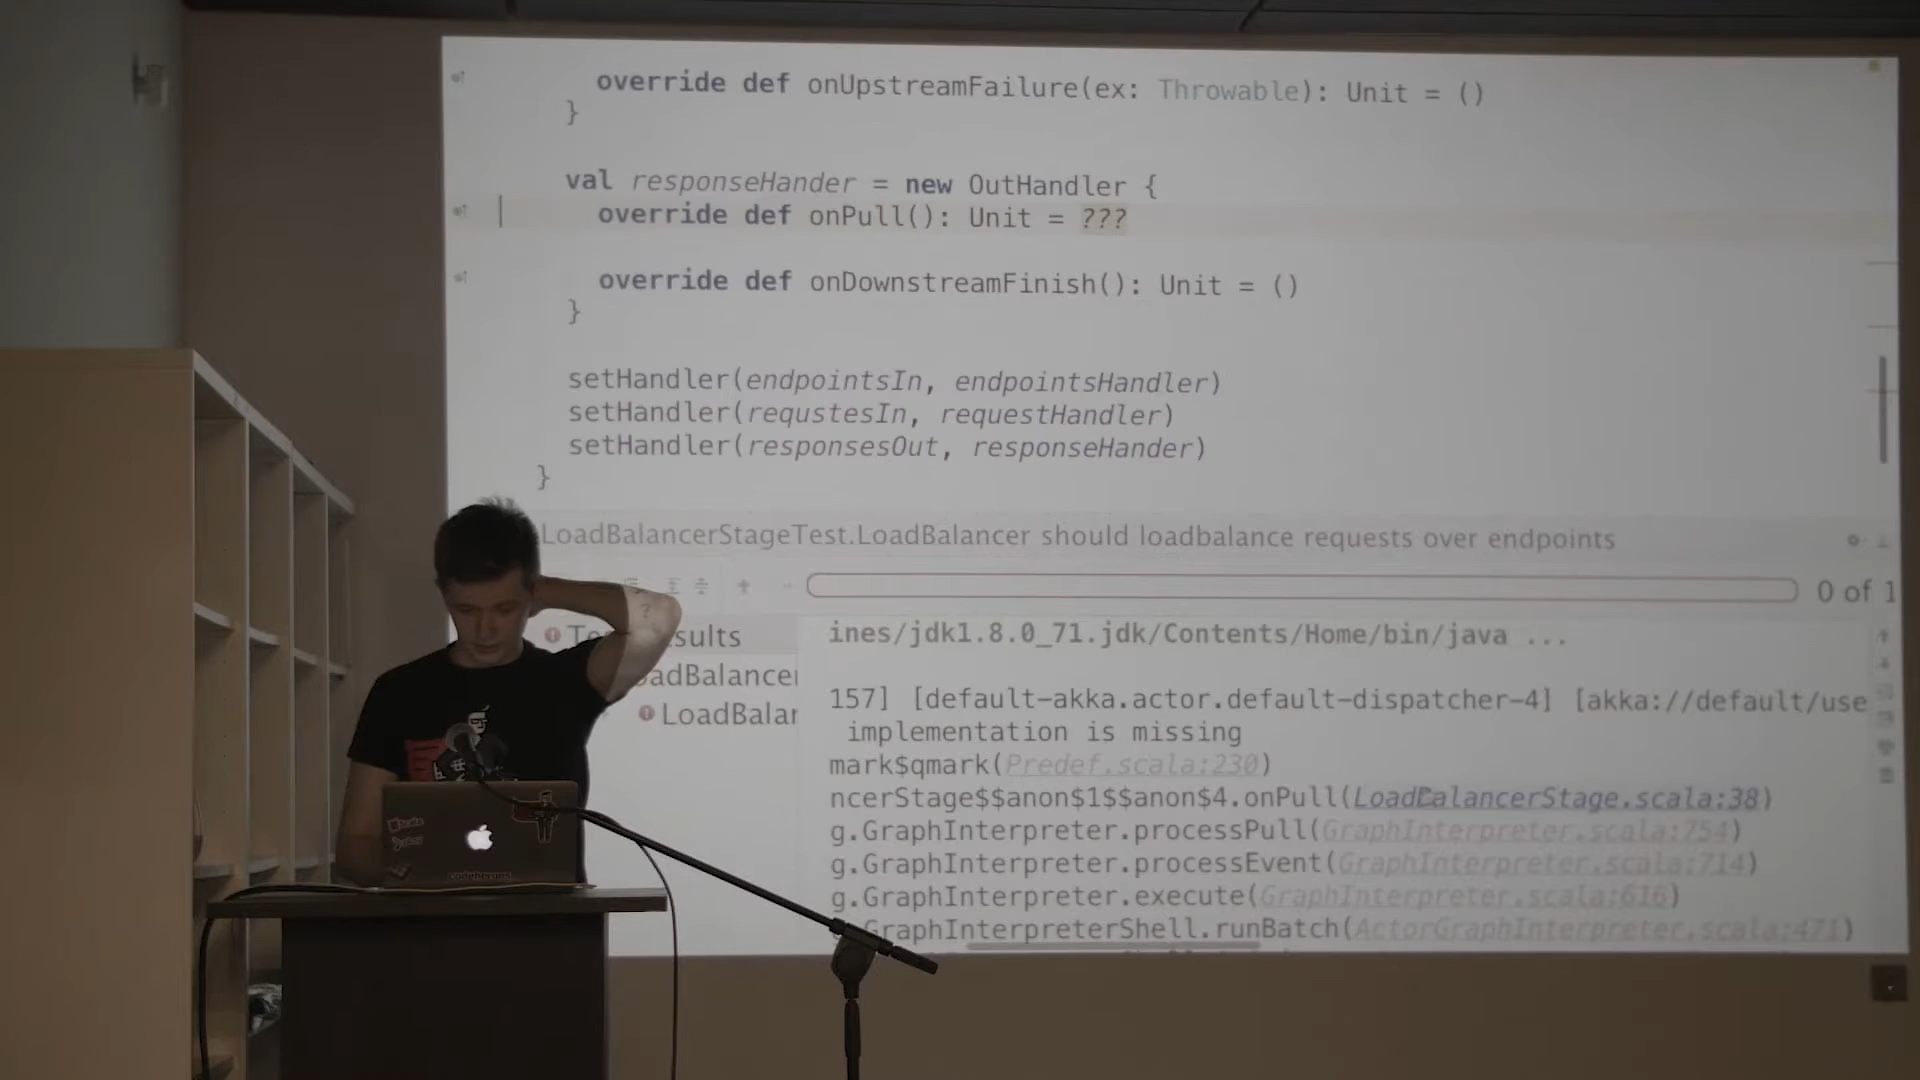 override def onUpstreamFailure(ex: Throwable): Unit = ()
}
val responseHander = new OutHandler {
override def onPull(): Unit = ???
override def onDownstreamFinish(): Unit = ()
}
setHandler(endpointsIn, endpointsHandler)
setHandler(requstesIn, requestHandler)
setHandler(responsesOut, responseHander)
}
LoadBalancerStageTest.LoadBalancer should loadbalance requests over endpoints
0 of 1
sults
adBalancer
LoadBalan
ines/jdk1.8.0_71.jdk/Contents/Home/bin/java ...
157] [default-akka.actor.default-dispatcher-4] [akka://default/use
implementation is missing
mark$qmark(Predef.scala:230)
ncerStage$$anon$1$$anon$4.onPull(LoadBalancerStage.scala:38)
g.GraphInterpreter.processPull(GraphInterpreter.scala:754)
g.GraphInterpreter.processEvent(GraphInterpreter.scala:714)
g.GraphInterpreter.execute(GraphInterpreter.scala:616)
GraphInterpreterShell.runBatch(ActorGraphInterpreter.scala:471)
Scala
codeheroes